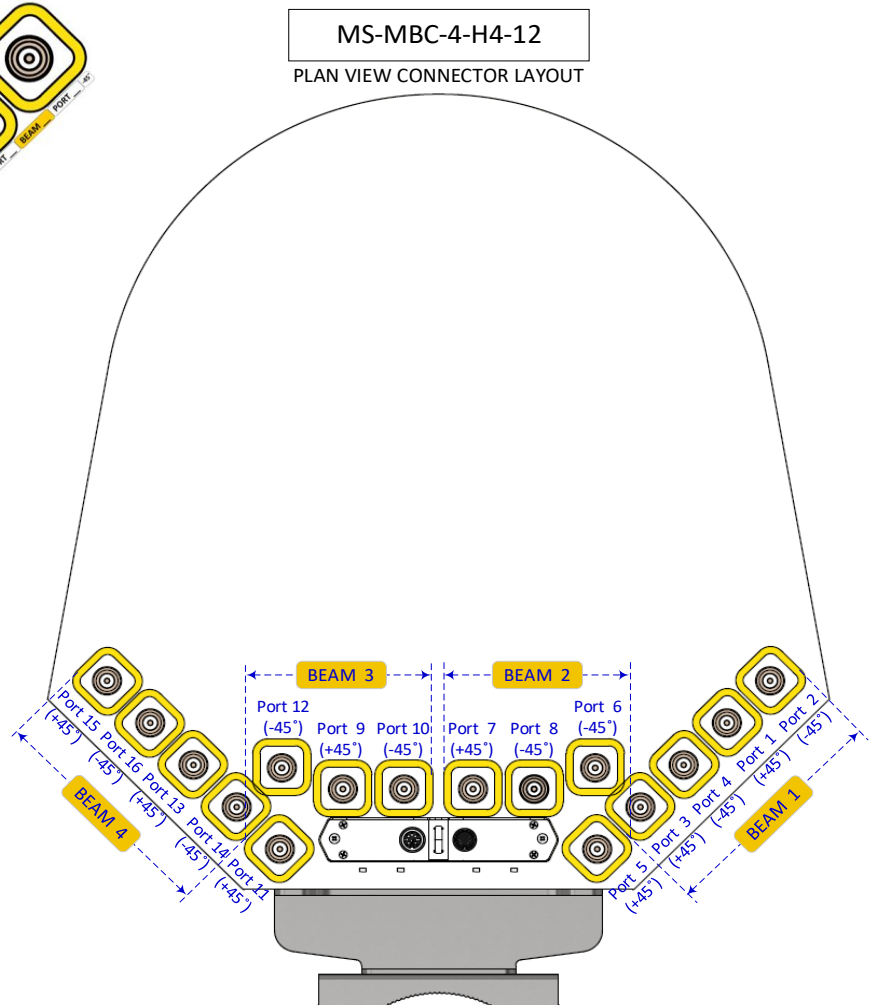 MS-MBC-4-H4-12
PLAN VIEW CONNECTOR LAYOUT
-45°
PORT
BEAM
BEAM 3
BEAM 2
Port 12
(-45°)
Port 9
(+45°)
Port 10
(-45°)
Port 7
(+45°)
Port 8
(-45°)
Port 6
(-45°)
Port 15
(+45°)
Port 16
(-45°)
Port 13
(+45°)
Port 14
(-45°)
Port 11
(+45°)
BEAM 4
Port 5
(+45°)
Port 3
(+45°)
Port 4
(-45°)
Port 1
(+45°)
Port 2
(-45°)
BEAM 1